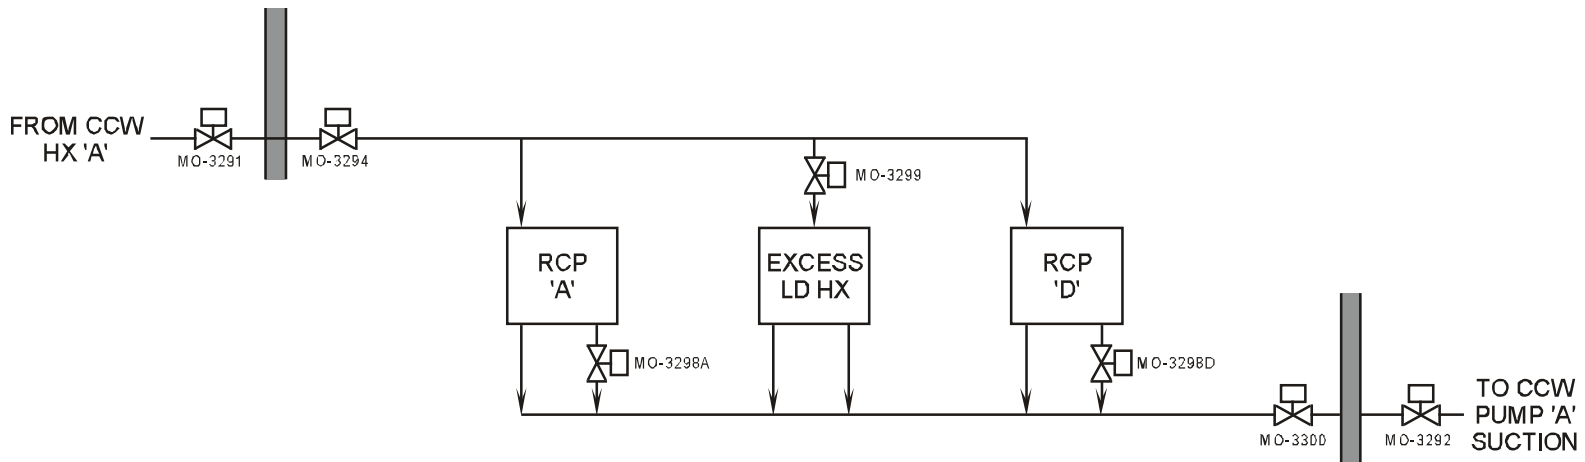 FROM CCW
HX 'A'
MO-3291
MO-3294
MO-3299
RCP
'A'
EXCESS
LD HX
RCP
'D'
MO-3298A
MO-3298D
MO-3300
MO-3292
TO CCW
PUMP 'A'
SUCTION